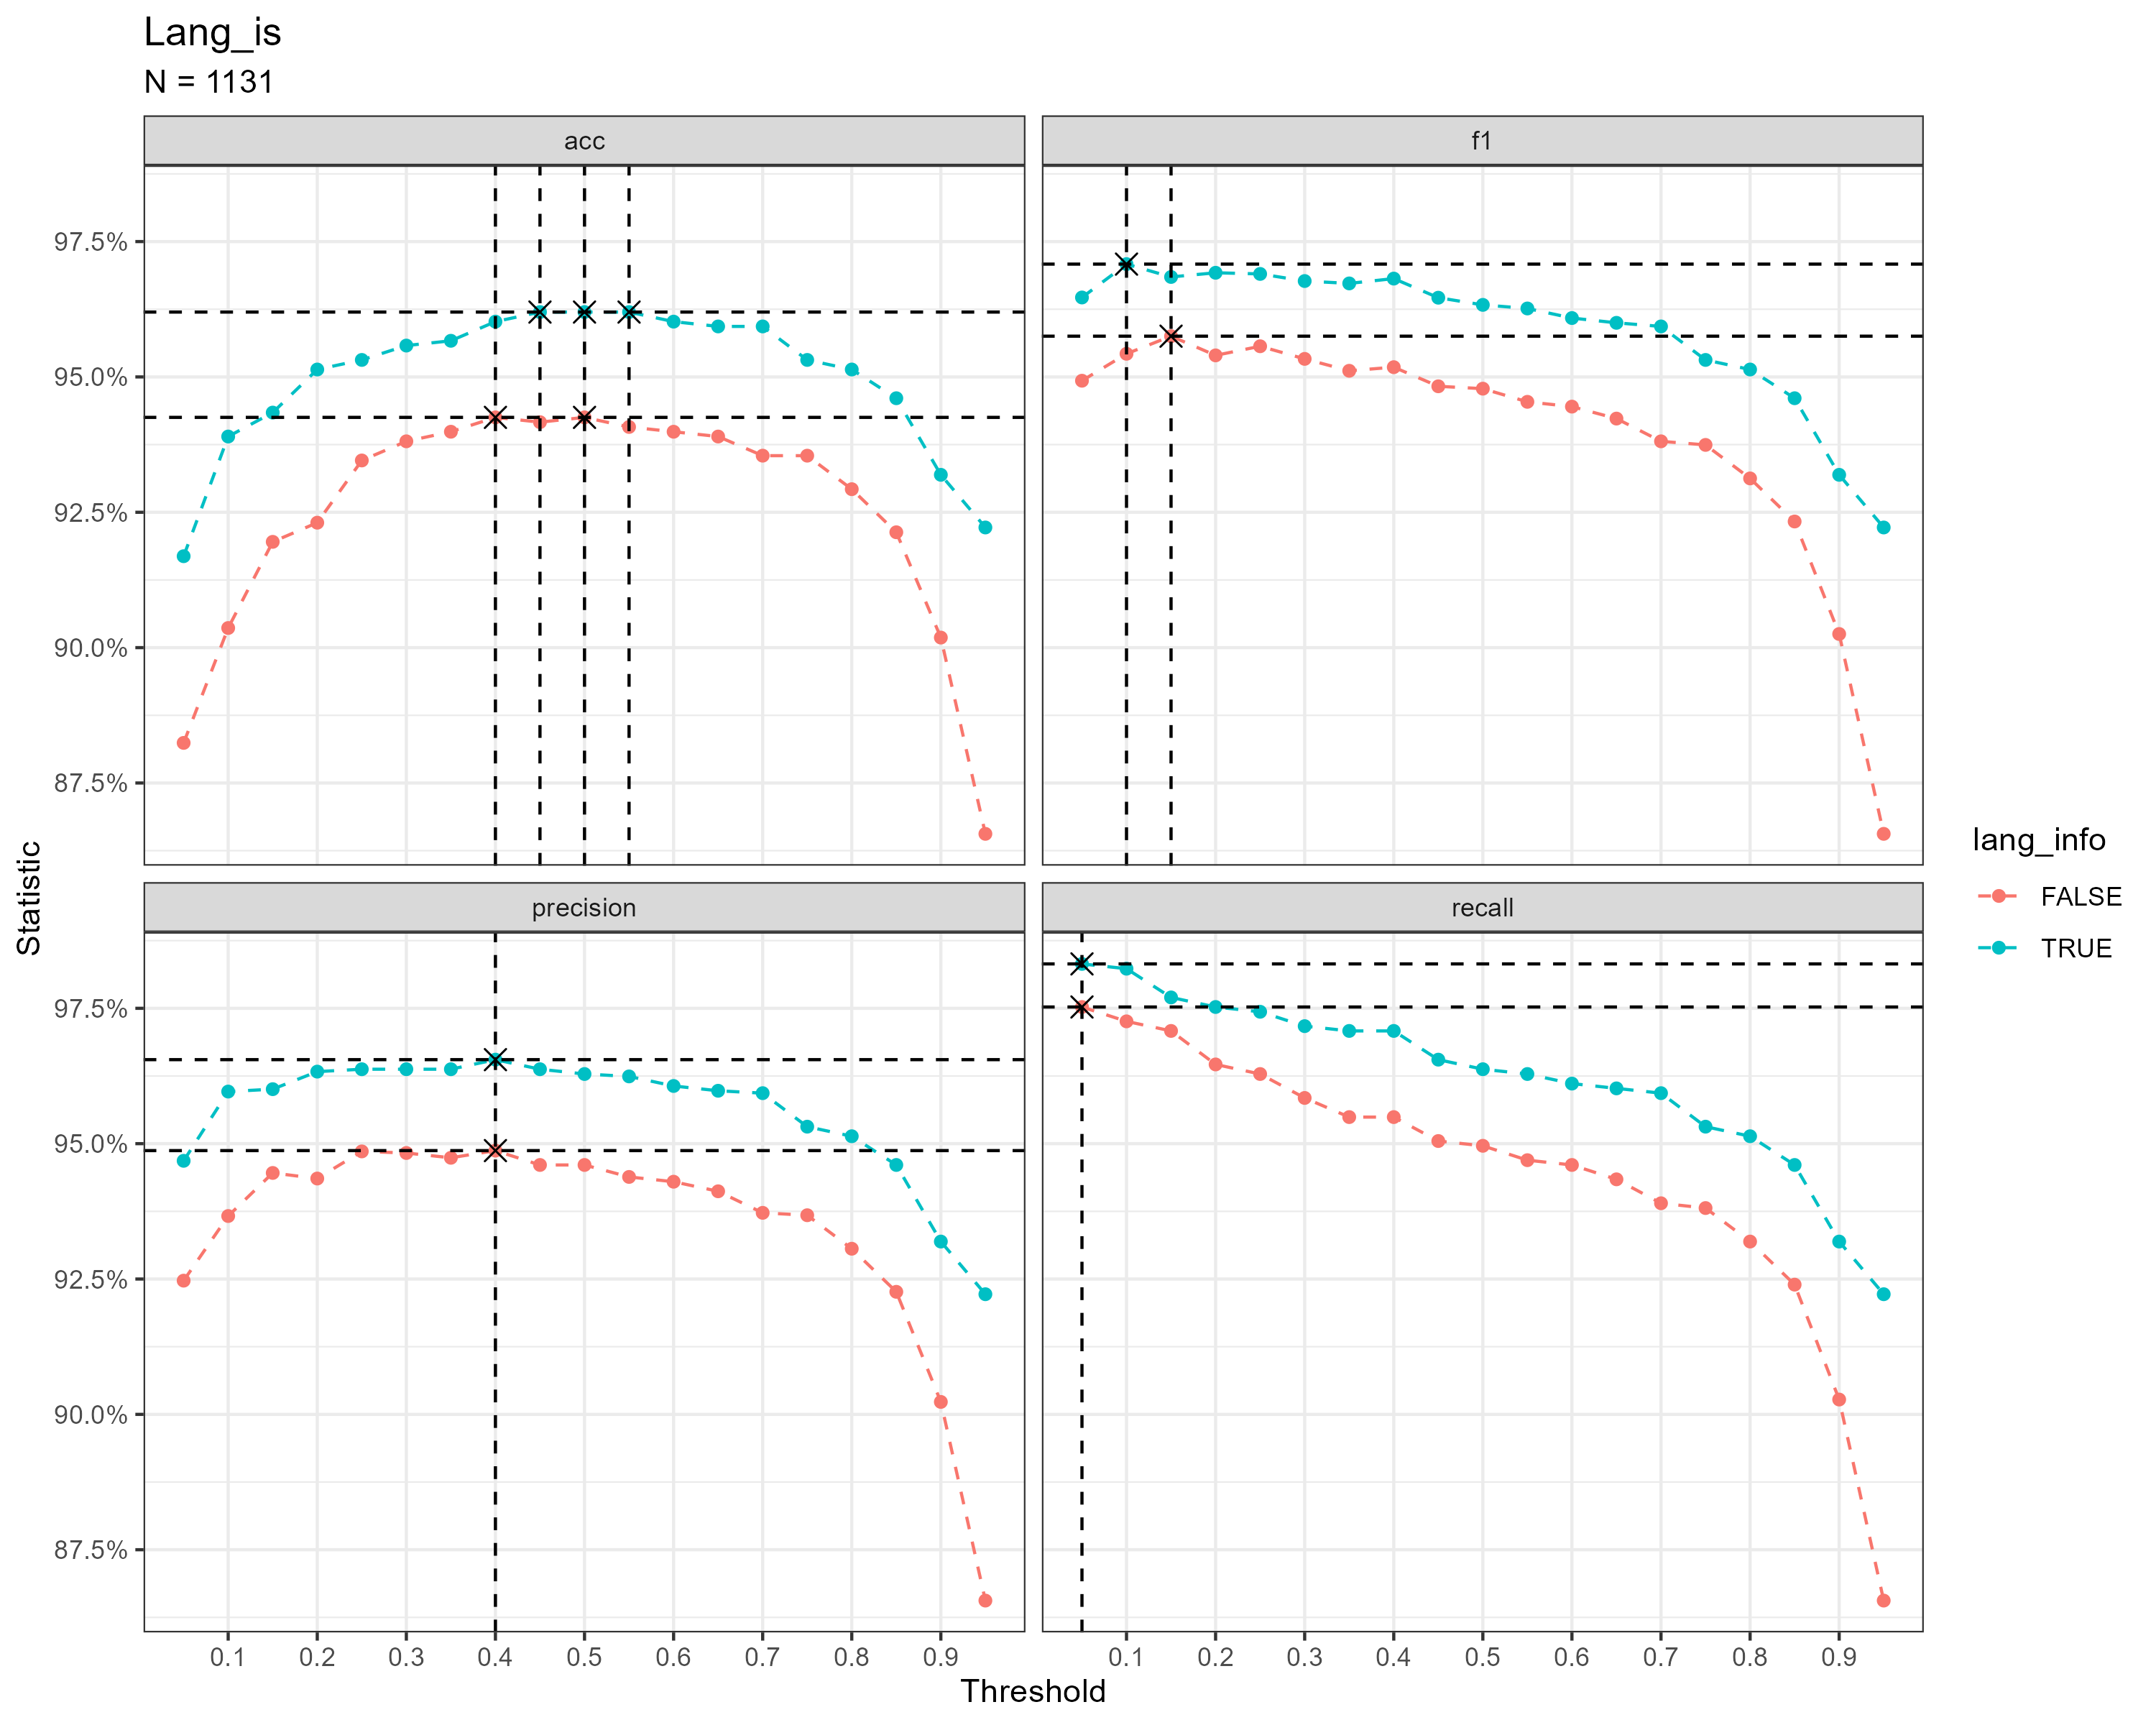 Lang_is
N = 1131
acc
f1
97.5%
95.0%
92.5%
90.0%
87.5%
precision
recall
97.5%
95.0%
92.5%
90.0%
87.5%
0.1 0.2 0.3 0.4 0.5 0.6 0.7 0.8 0.9
0.1 0.2 0.3 0.4 0.5 0.6 0.7 0.8 0.9
Threshold
Statistic
lang_info
FALSE
TRUE